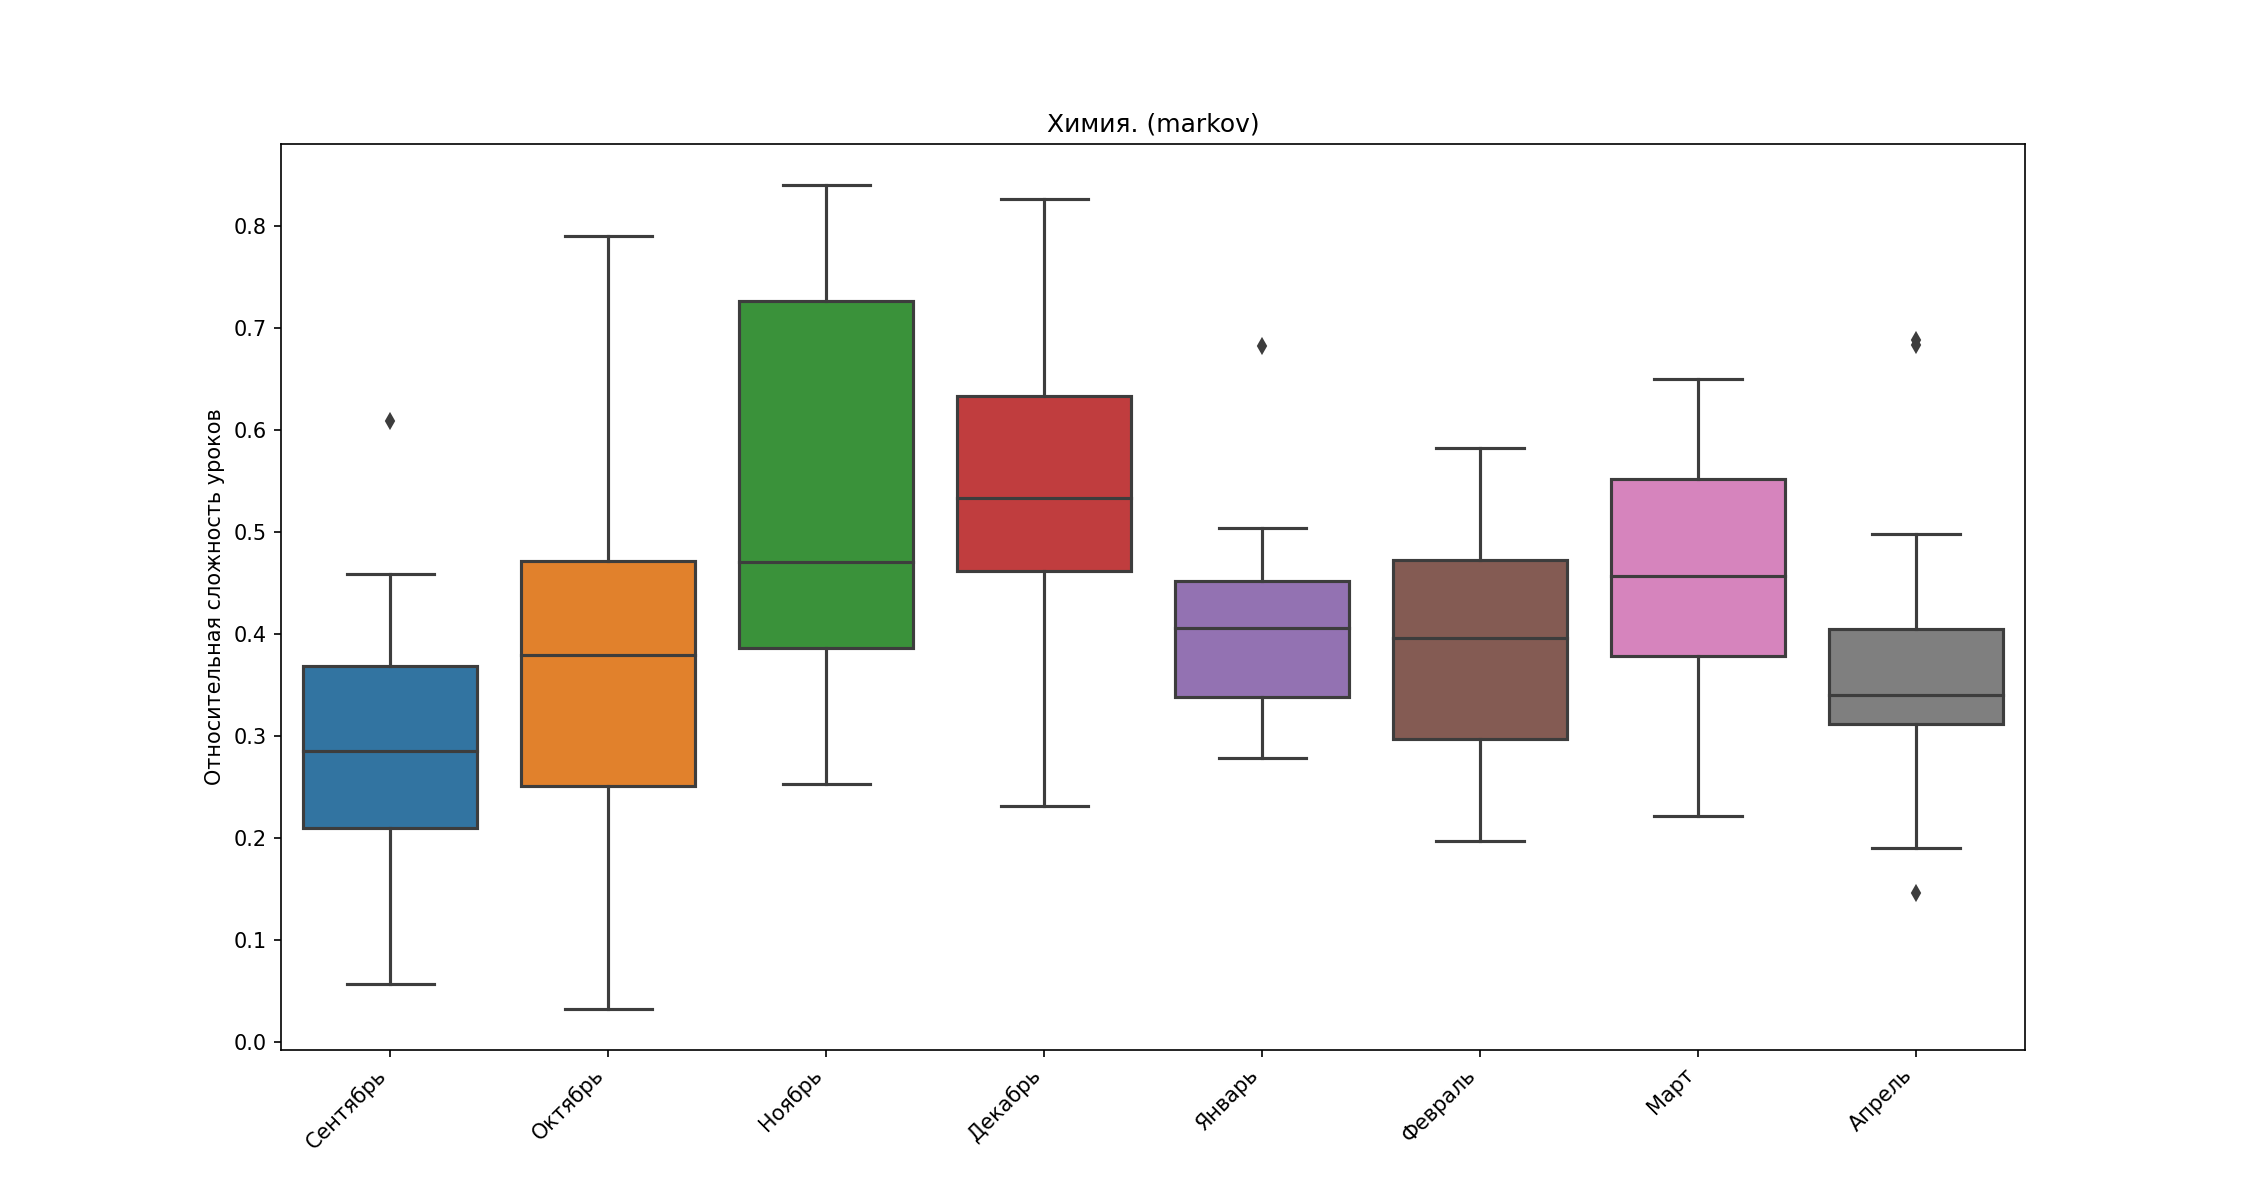 Химия. (markov)
Относительная сложность уроков
0.8
0.7
0.6
0.5
0.4
0.3
0.2
0.1
0.0
Сентябрь
Октябрь
Ноябрь
Декабрь
Январь
Февраль
Март
Апрель